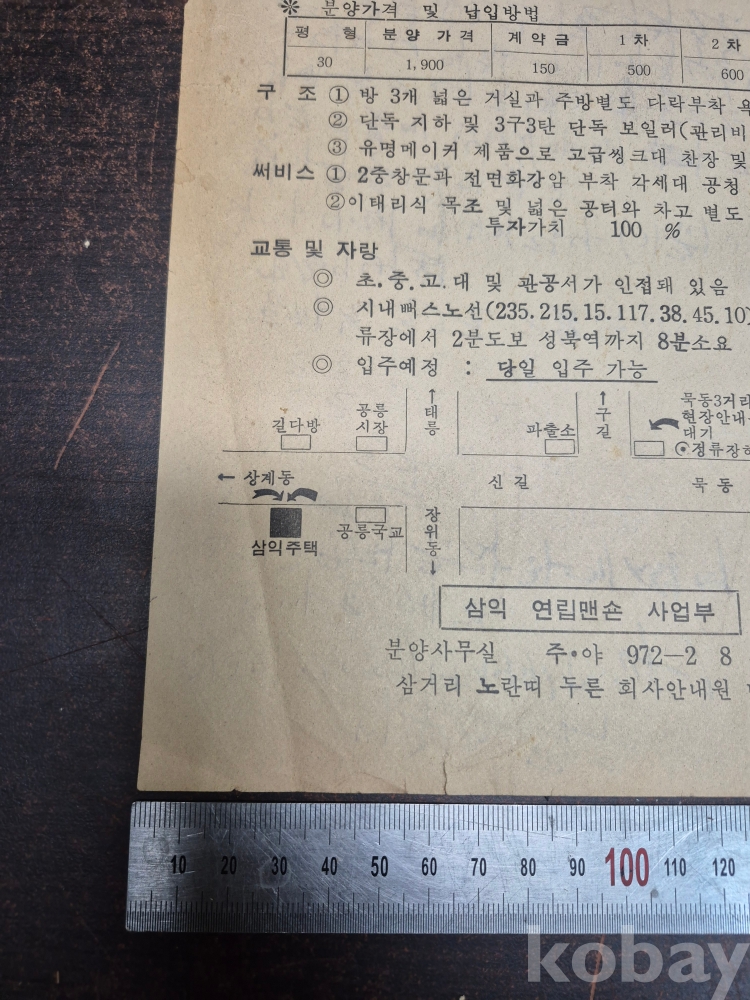 ※ 분양가격 및 납입방법
평 형 분 양 가 격 계 약 금 1 차 2 차
30 1,900 150 500 600
구 조 ① 방 3개 넓은 거실과 주방별도 다락부착
② 단독 지하 및 3구3탄 단독 보일러(관리비
③ 유명메이커 제품으로 고급씽크대 찬장 및
써비스 ① 2중창문과 전면화강암 부착 각세대 공청
②이태리식 목조 및 넓은 공터와 차고 별도
투자가치 100 %
교통 및 자랑
◎ 초.중.고.대 및 관공서가 인접돼 있음
◎ 시내뻐스노선(235.215.15.117.38.45.10)
류장에서 2분도보 성북역까지 8분소요
◎ 입주예정 : 당일 입주 가능
길다방
공릉
시장
↑
태
릉
파출소
↑
구
길
묵동3거리
현장안내
대기
⊙정류장
← 상계동
신 길
묵 동
삼익주택
공릉국교
장
위
동
↓
삼익 연립맨숀 사업부
분양사무실 주·야 972-2 8
삼거리 노란띠 두른 회사안내원
10 20 30 40 50 60 70 80 90 100 110 120
kobay